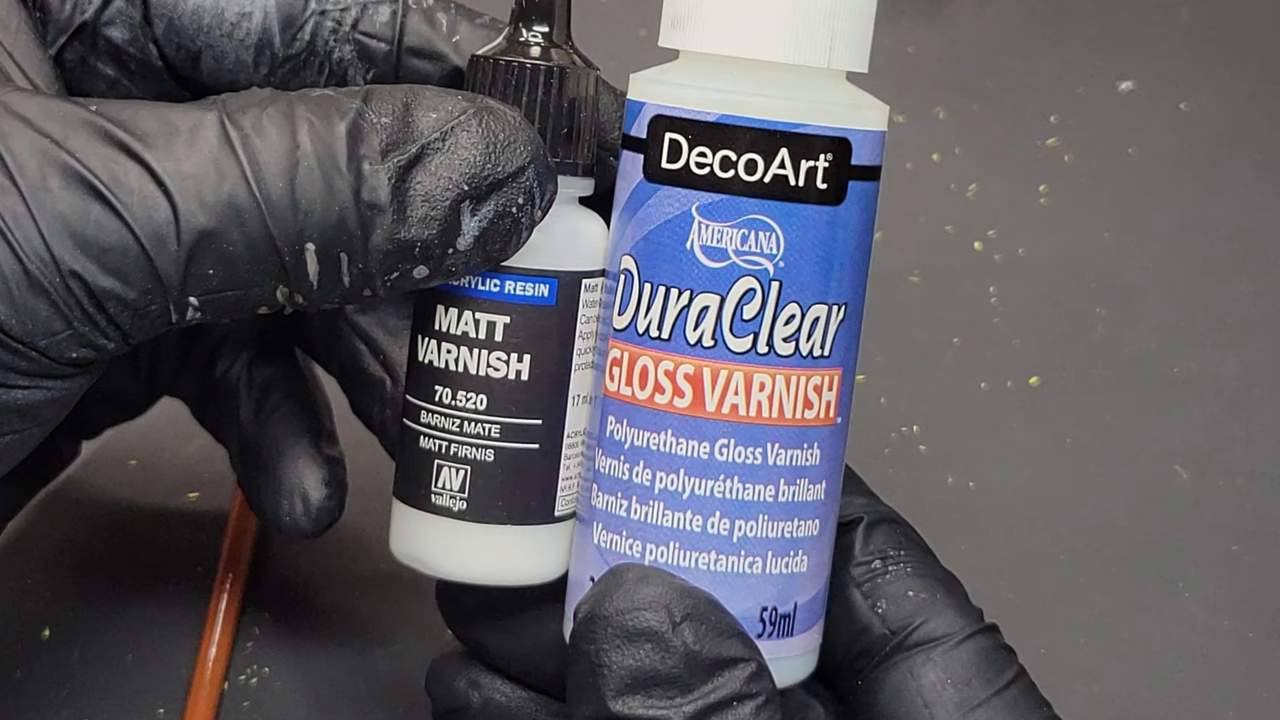 ACRYLIC RESIN
MATT
VARNISH
70.520
BARNIZ MATE
MATT FIRNIS
AV
vallejo
Matt
17 ml
DecoArt®
AMERICANA
DuraClear
GLOSS VARNISH
Polyurethane Gloss Varnish
Vernis de polyuréthane brillant
Barniz brillante de poliuretano
Vernice poliuretanica lucida
59ml